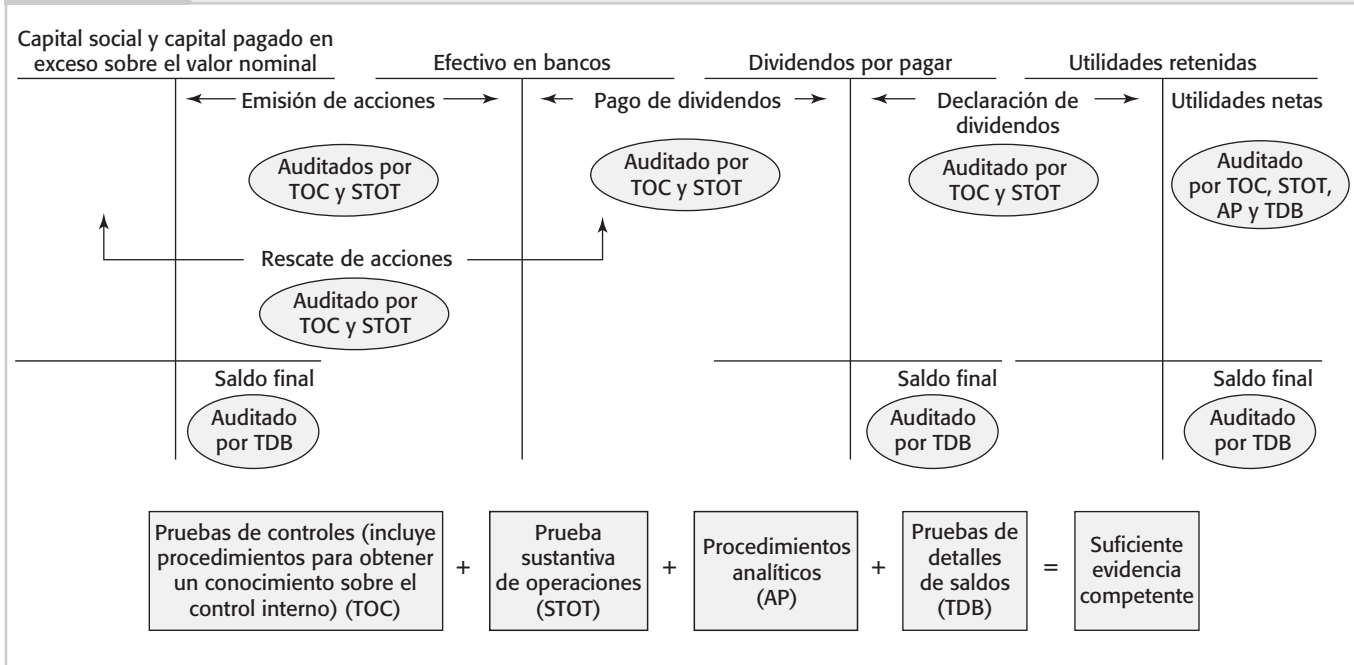 Capital social y capital pagado en
exceso sobre el valor nominal
Efectivo en bancos
Dividendos por pagar
Utilidades retenidas
Emisión de acciones
Pago de dividendos
Declaración de
dividendos
Utilidades netas
Auditados por
TOC y STOT
Auditado por
TOC y STOT
Auditado por
TOC y STOT
Auditado
por TOC, STOT,
AP y TDB
Rescate de acciones
Auditado por
TOC y STOT
Saldo final
Auditado
por TDB
Saldo final
Auditado
por TDB
Saldo final
Auditado
por TDB
Pruebas de controles (incluye
procedimientos para obtener
un conocimiento sobre el
control interno) (TOC)
+
Prueba
sustantiva
de operaciones
(STOT)
+
Procedimientos
analíticos
(AP)
+
Pruebas de
detalles
de saldos
(TDB)
=
Suficiente
evidencia
competente